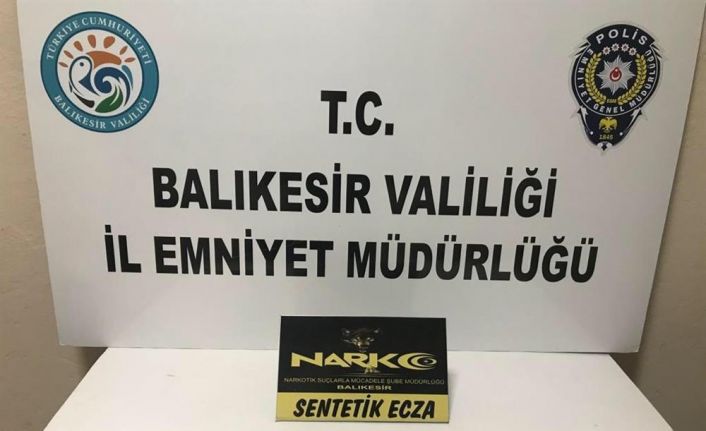 TÜRKİYE CUMHURİYETİ
BALIKESİR VALİLİĞİ
POLİS
EMNİYET GENEL MÜDÜRLÜĞÜ
EGM
1845
T.C.
BALIKESİR VALİLİĞİ
İL EMNİYET MÜDÜRLÜĞÜ
NARKO
NARKOTİK SUÇLARLA MÜCADELE ŞUBE MÜDÜRLÜĞÜ
BALIKESİR
SENTETİK ECZA